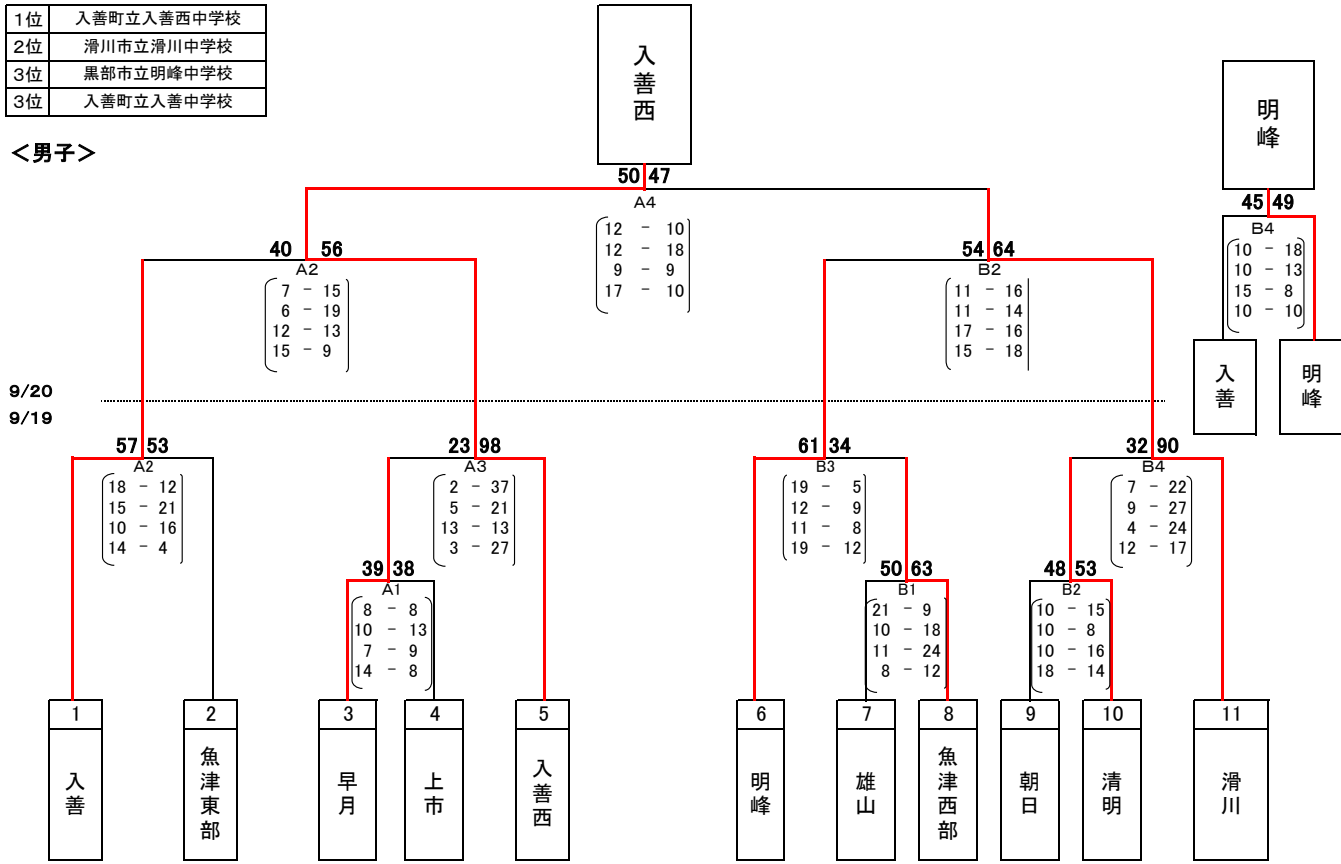 1位 入善町立入善西中学校
2位 滑川市立滑川中学校
3位 黒部市立明峰中学校
3位 入善町立入善中学校
<男子>
入善西
明峰
50 47
A4
12 - 10
12 - 18
9 - 9
17 - 10
45 49
B4
10 - 18
10 - 13
15 - 8
10 - 10
入善
明峰
40 56
A2
7 - 15
6 - 19
12 - 13
15 - 9
54 64
B2
11 - 16
11 - 14
17 - 16
15 - 18
9/20
9/19
57 53
A2
18 - 12
15 - 21
10 - 16
14 - 4
23 98
A3
2 - 37
5 - 21
13 - 13
3 - 27
61 34
B3
19 - 5
12 - 9
11 - 8
19 - 12
32 90
B4
7 - 22
9 - 27
4 - 24
12 - 17
39 38
A1
8 - 8
10 - 13
7 - 9
14 - 8
50 63
B1
21 - 9
10 - 18
11 - 24
8 - 12
48 53
B2
10 - 15
10 - 8
10 - 16
18 - 14
1 2 3 4 5 6 7 8 9 10 11
入善
魚津東部
早月
上市
入善西
明峰
雄山
魚津西部
朝日
清明
滑川